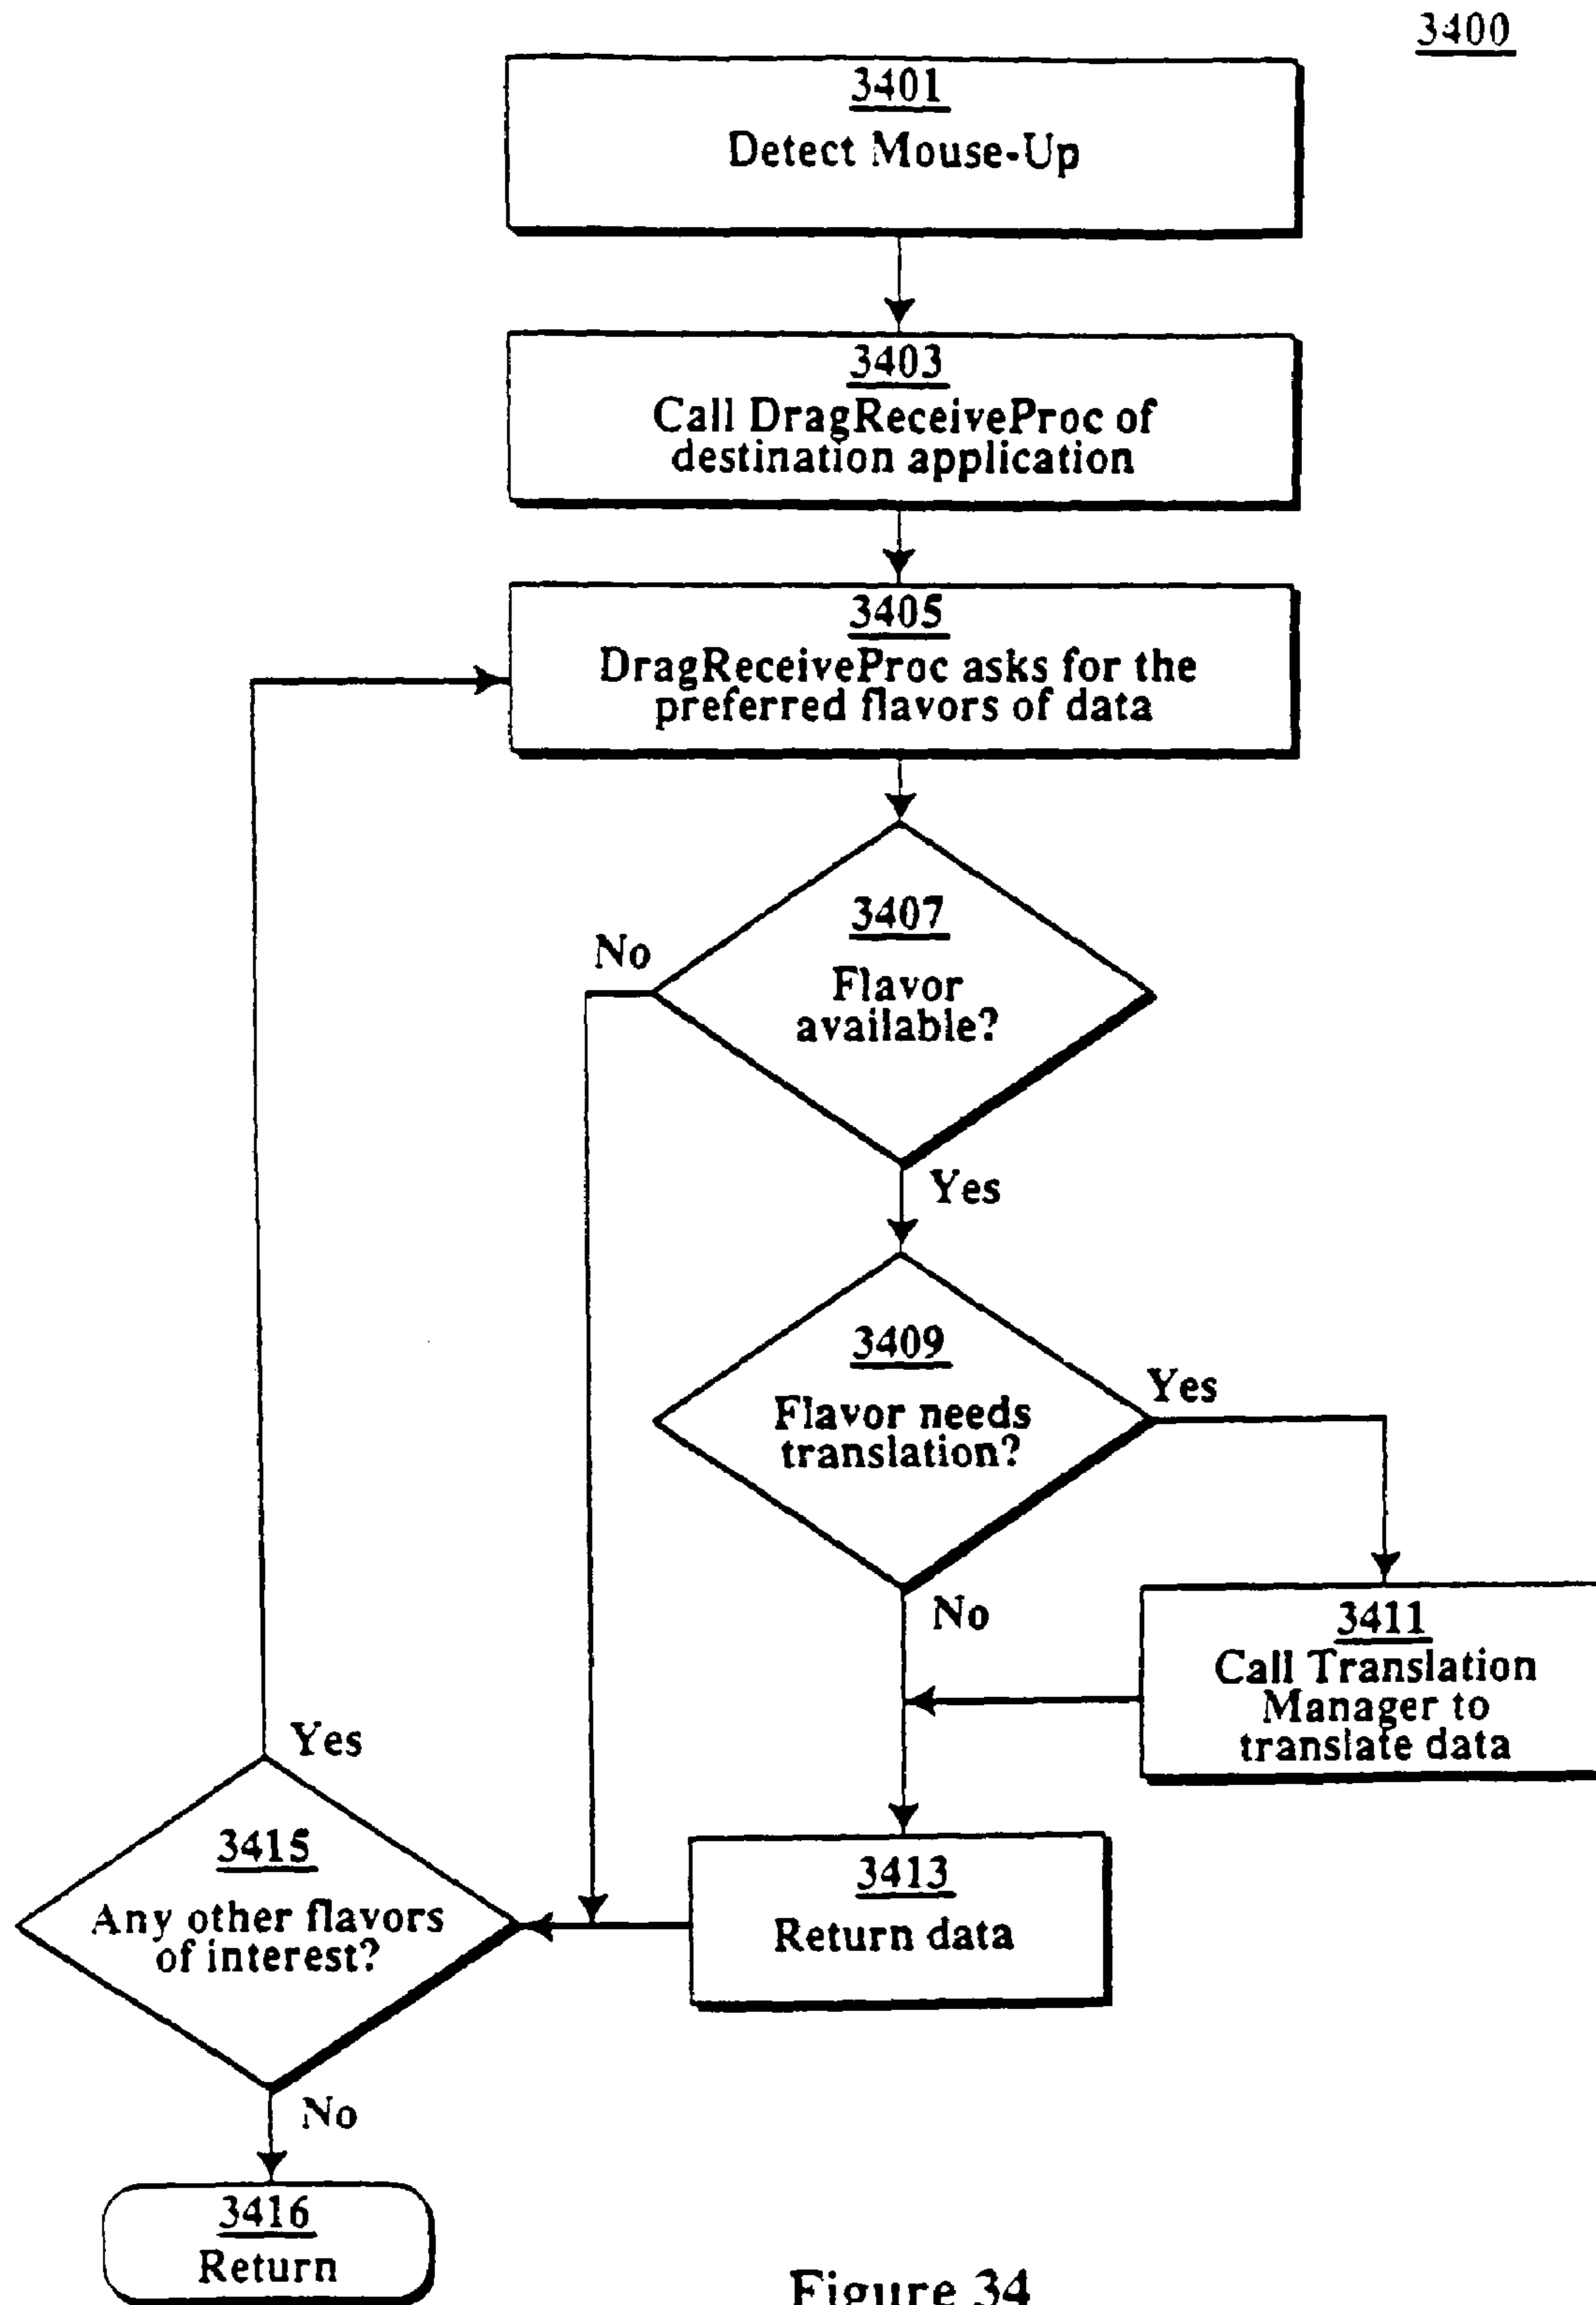 3400
3401
Detect Mouse-Up
3403
Call DragReceiveProc of
destination application
3405
DragReceiveProc asks for the
preferred flavors of data
3407
Flavor
available?
No
Yes
3409
Flavor needs
translation?
Yes
No
3411
Call Translation
Manager to
translate data
3413
Return data
Yes
3415
Any other flavors
of interest?
No
3416
Return
Figure 34